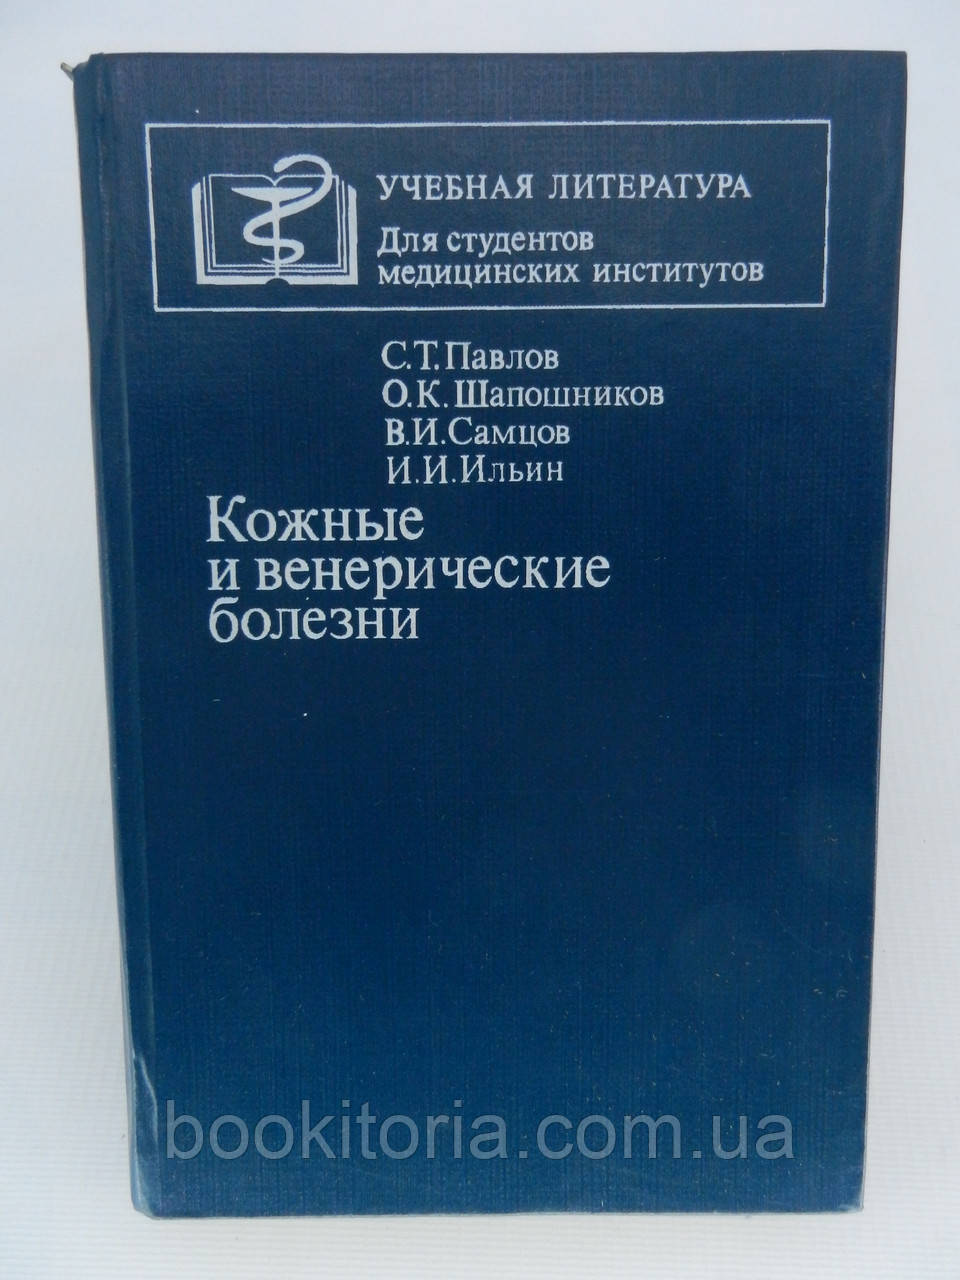 УЧЕБНАЯ ЛИТЕРАТУРА
Для студентов
медицинских институтов
С.Т.Павлов
О.К.Шапошников
В.И.Самцов
И.И.Ильин
Кожные
и венерические
болезни
bookitoria.com.ua